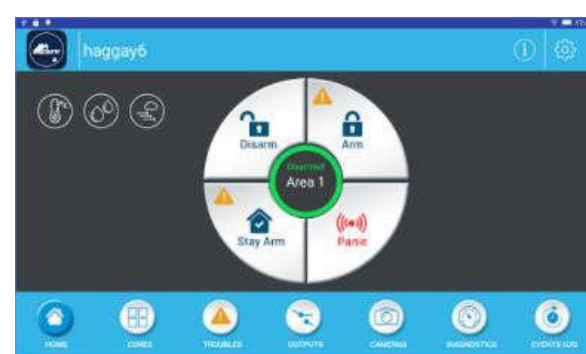 haggay6
Disarm
Arm
Disarmed
Area 1
Stay Arm
Panic
HOME
ZONES
TROUBLES
OUTPUTS
CAMERAS
DIAGNOSTICS
EVENTS LOG